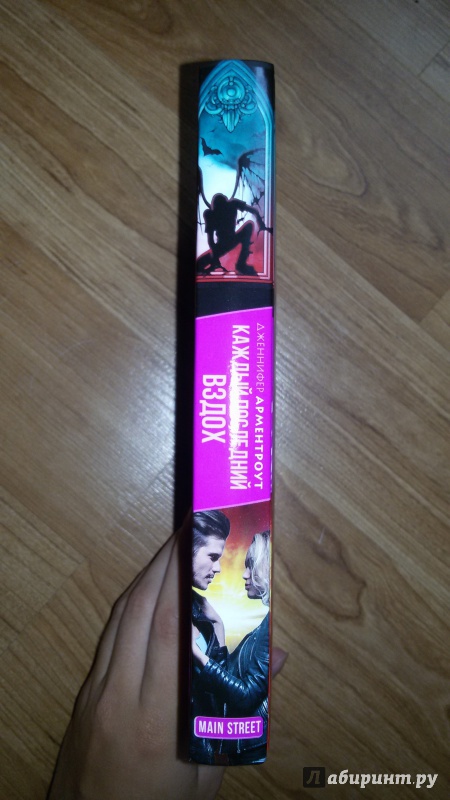 ДЖЕННИФЕР АРМЕНТРОУТ
КАЖДЫЙ ПОСЛЕДНИЙ
ВЗДОХ
MAIN STREET
Лабиринт.ру